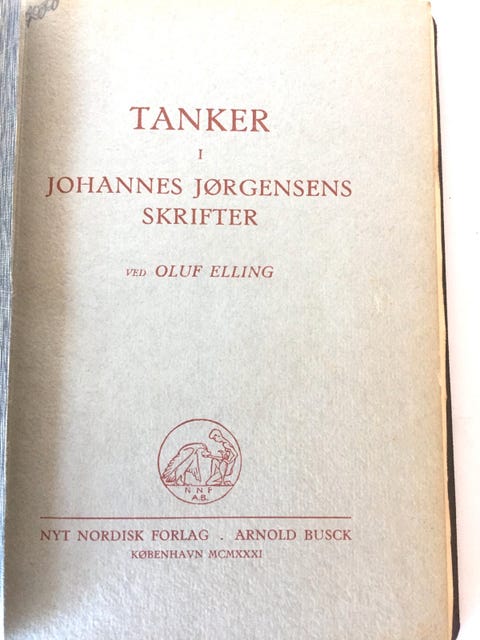 TANKER
I
JOHANNES JØRGENSENS
SKRIFTER
VED OLUF ELLING
N N F
A.B.
NYT NORDISK FORLAG . ARNOLD BUSCK
KØBENHAVN MCMXXXI